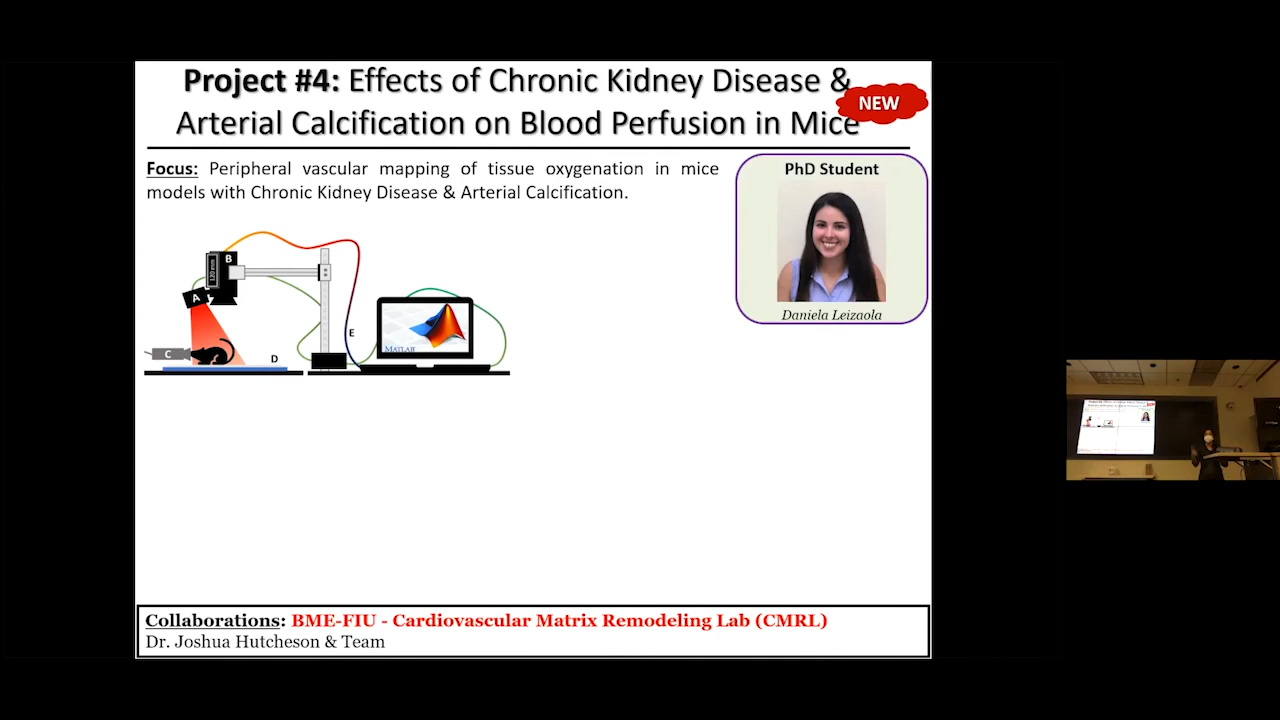 Project #4: Effects of Chronic Kidney Disease &
Arterial Calcification on Blood Perfusion in Mice
NEW
Focus: Peripheral vascular mapping of tissue oxygenation in mice
models with Chronic Kidney Disease & Arterial Calcification.
PhD Student
Daniela Leizaola
B
120 mm
A
E
C
D
MATLAB
Collaborations: BME-FIU - Cardiovascular Matrix Remodeling Lab (CMRL)
Dr. Joshua Hutcheson & Team